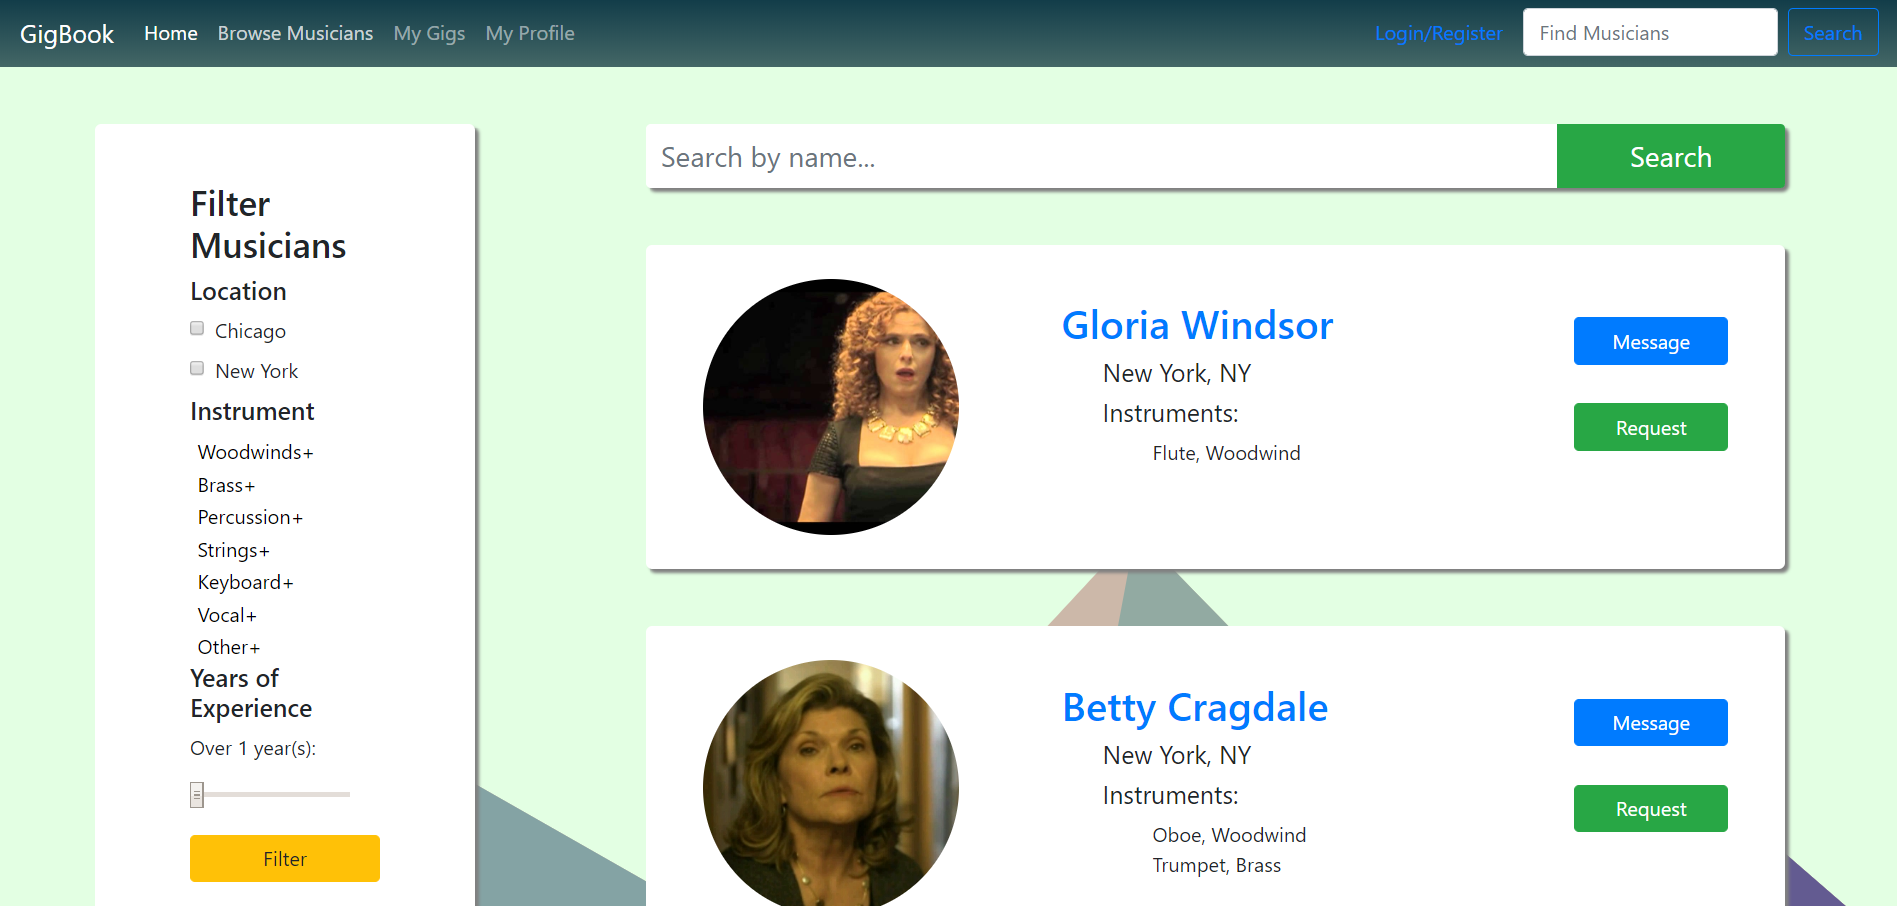 GigBook Home Browse Musicians My Gigs My Profile Login/Register Find Musicians Search
Filter
Musicians
Location
Chicago
New York
Instrument
Woodwinds+
Brass+
Percussion+
Strings+
Keyboard+
Vocal+
Other+
Years of
Experience
Over 1 year(s):
Filter
Search by name... Search
Gloria Windsor
New York, NY
Instruments:
Flute, Woodwind
Message
Request
Betty Cragdale
New York, NY
Instruments:
Oboe, Woodwind
Trumpet, Brass
Message
Request